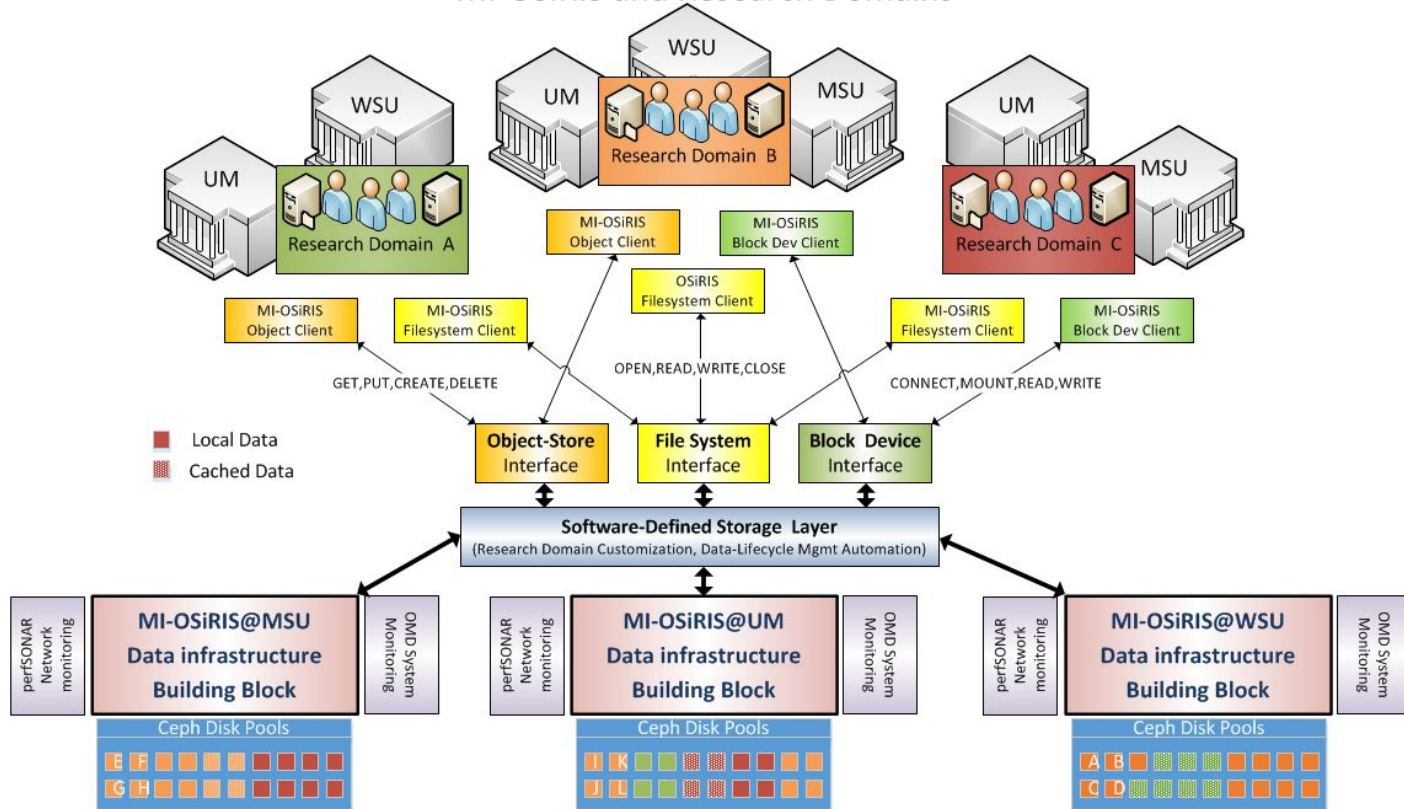 MI-OSiRIS and Research Domains
WSU
UM
MSU
Research Domain B
WSU
UM
Research Domain A
UM
MSU
Research Domain C
MI-OSiRIS
Object Client
MI-OSiRIS
Block Dev Client
OSiRIS
Filesystem Client
MI-OSiRIS
Object Client
MI-OSiRIS
Filesystem Client
MI-OSiRIS
Filesystem Client
MI-OSiRIS
Block Dev Client
GET,PUT,CREATE,DELETE
OPEN,READ,WRITE,CLOSE
CONNECT,MOUNT,READ,WRITE
Local Data
Cached Data
Object-Store
Interface
File System
Interface
Block Device
Interface
Software-Defined Storage Layer
(Research Domain Customization, Data-Lifecycle Mgmt Automation)
perfSONAR
Network
monitoring
MI-OSiRIS@MSU
Data infrastructure
Building Block
OMD System
Monitoring
Ceph Disk Pools
E F
G H
perfSONAR
Network
monitoring
MI-OSiRIS@UM
Data infrastructure
Building Block
OMD System
Monitoring
Ceph Disk Pools
I K
J L
perfSONAR
Network
monitoring
MI-OSiRIS@WSU
Data infrastructure
Building Block
OMD System
Monitoring
Ceph Disk Pools
A B
C D